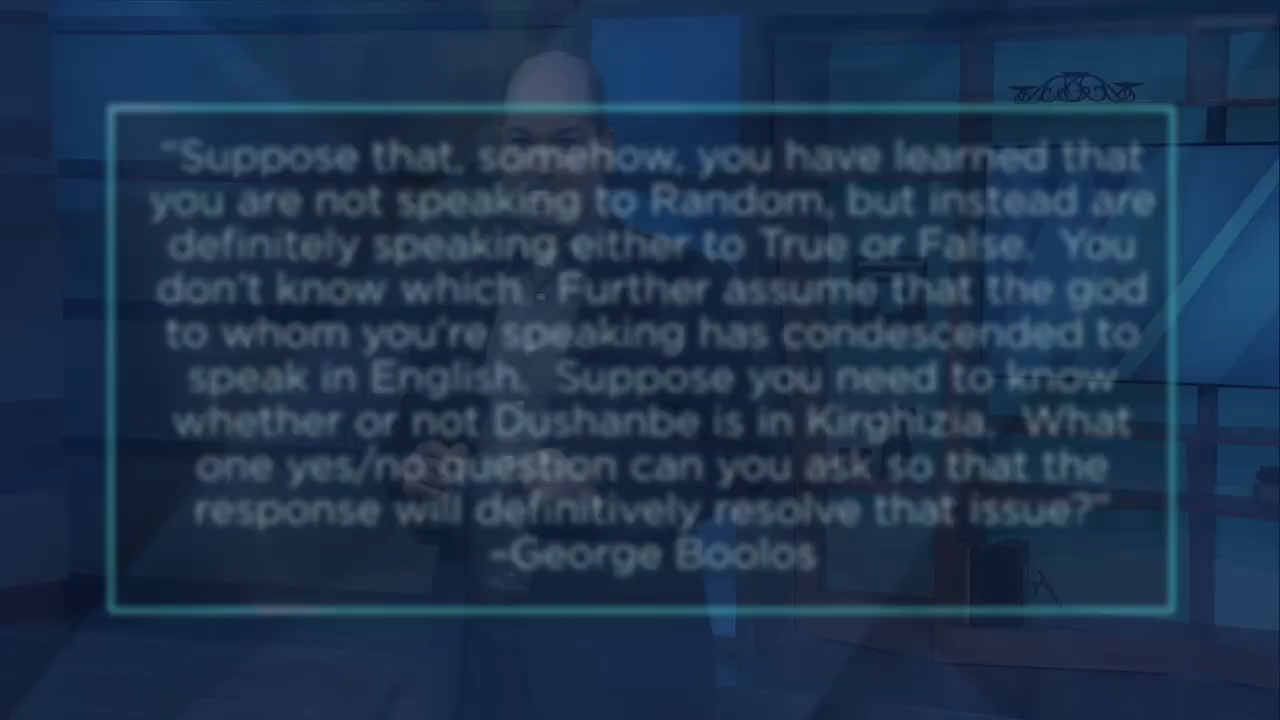 "Suppose that, somehow, you have learned that
you are not speaking to Random, but instead are
definitely speaking either to True or False.  You
don't know which.  Further assume that the god
to whom you're speaking has condescended to
speak in English.  Suppose you need to know
whether or not Dushanbe is in Kirghizia.  What
one yes/no question can you ask so that the
response will definitively resolve that issue?"
–George Boolos